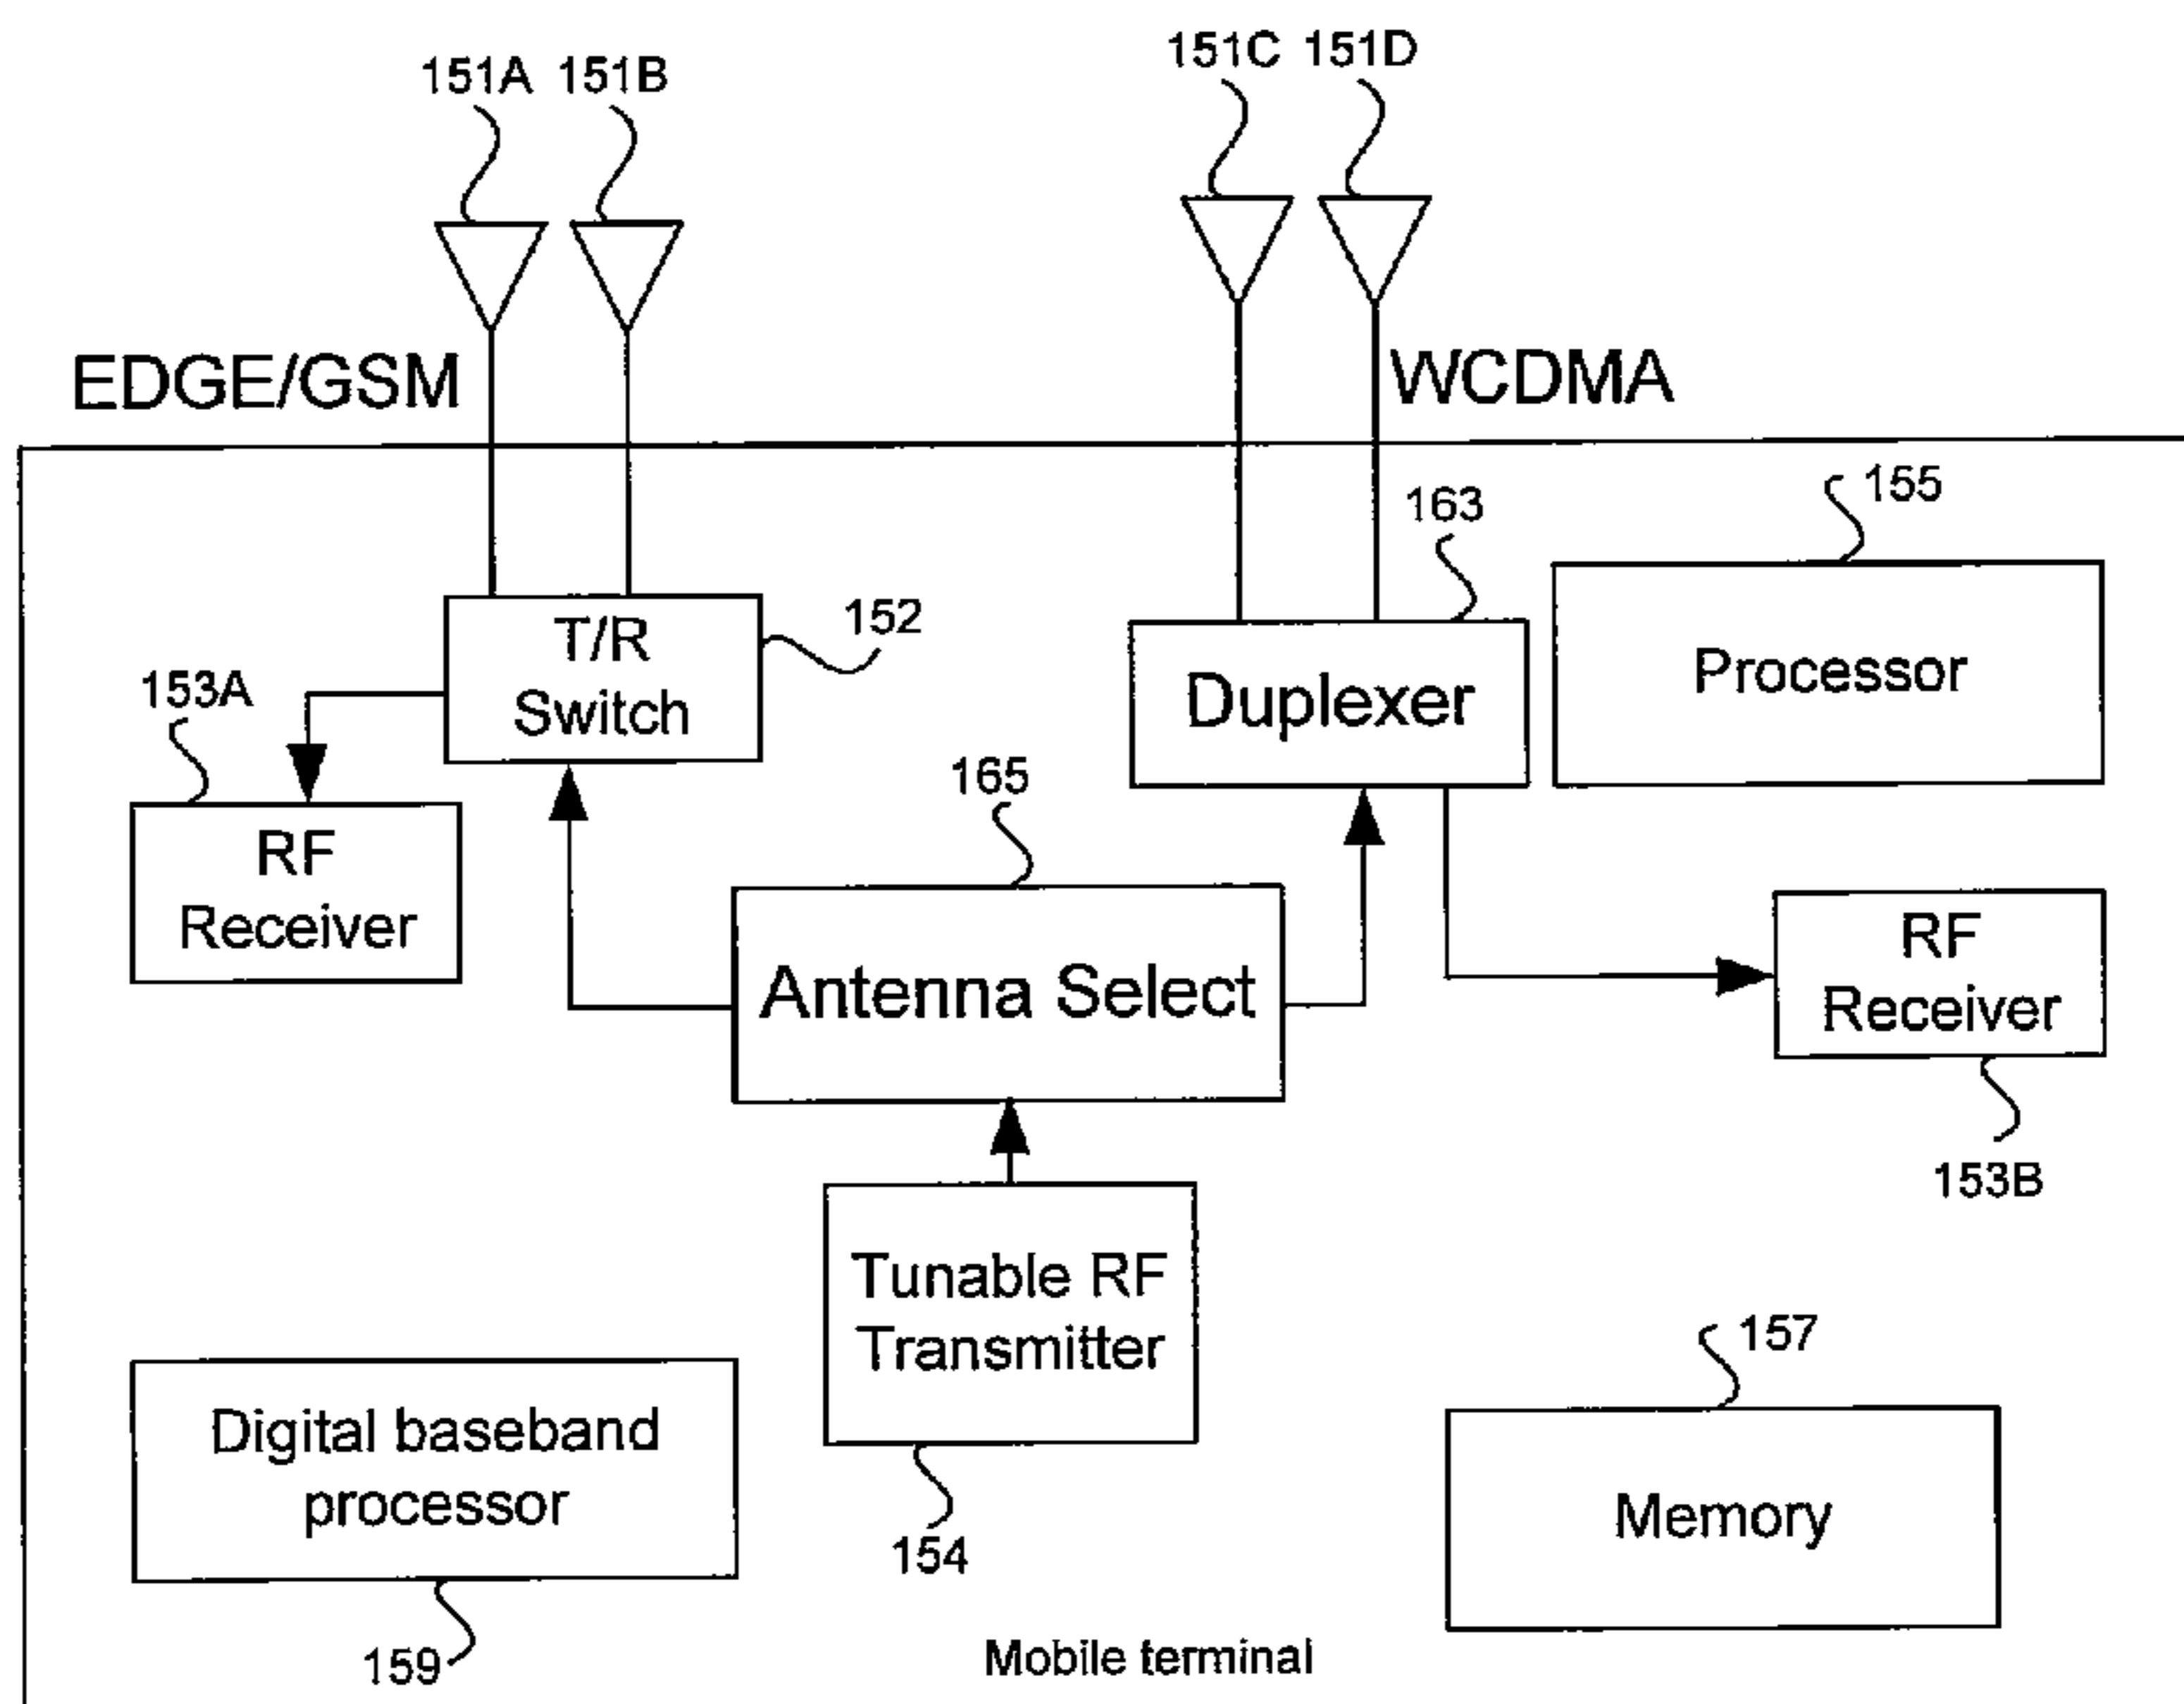 151A 151B
151C 151D
EDGE/GSM
WCDMA
163
155
T/R
Switch
152
Duplexer
Processor
153A
165
RF
Receiver
Antenna Select
RF
Receiver
153B
Tunable RF
Transmitter
157
Digital baseband
processor
154
Memory
159
Mobile terminal